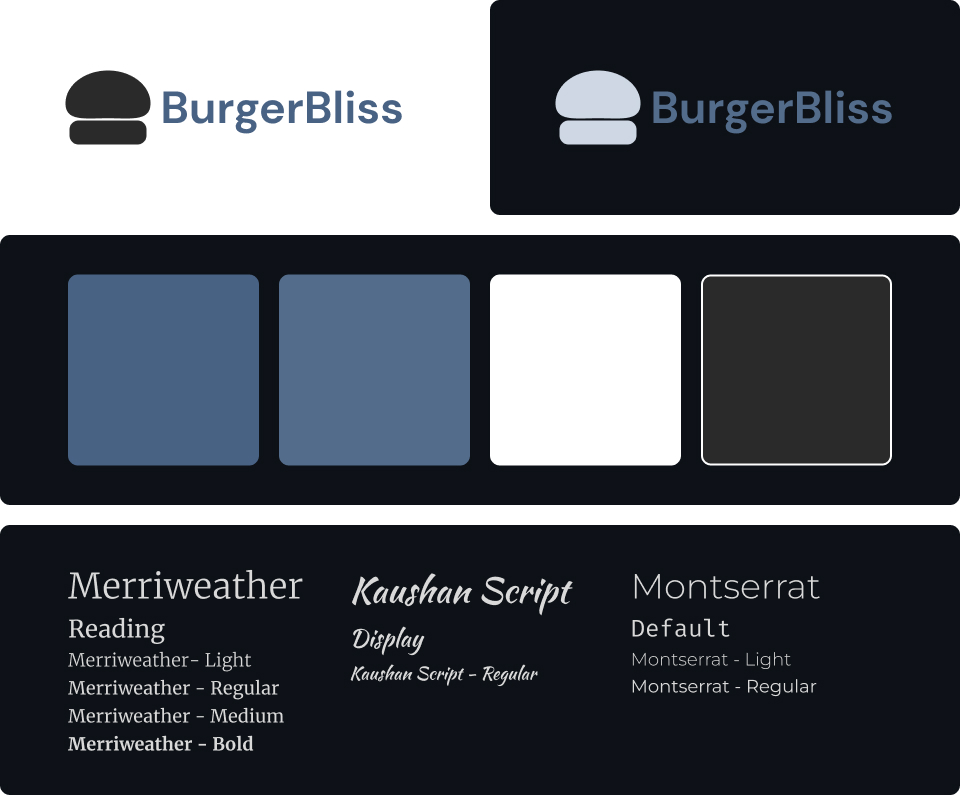 BurgerBliss
BurgerBliss
Merriweather
Reading
Merriweather- Light
Merriweather - Regular
Merriweather - Medium
Merriweather - Bold
Kaushan Script
Display
Kaushan Script - Regular
Montserrat
Default
Montserrat - Light
Montserrat - Regular